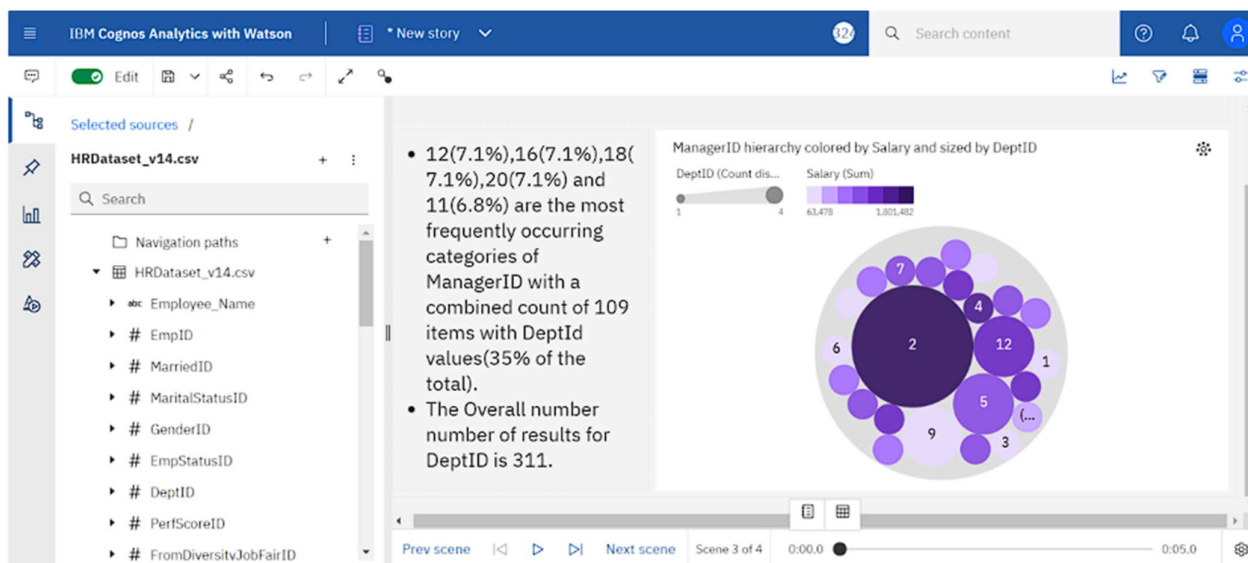 IBM Cognos Analytics with Watson
* New story
324
Search content
Edit
Selected sources /
HRDataset_v14.csv
Search
Navigation paths
HRDataset_v14.csv
abc Employee_Name
# EmpID
# MarriedID
# MaritalStatusID
# GenderID
# EmpStatusID
# DeptID
# PerfScoreID
# FromDiversityJobFairID
• 12(7.1%),16(7.1%),18(
7.1%),20(7.1%) and
11(6.8%) are the most
frequently occurring
categories of
ManagerID with a
combined count of 109
items with DeptId
values(35% of the
total).
• The Overall number
number of results for
DeptID is 311.
ManagerID hierarchy colored by Salary and sized by DeptID
DeptID (Count dis...
1 4
Salary (Sum)
63,478 1,801,482
7
4
2
12
6
1
5
(...
9
3
Prev scene
Next scene
Scene 3 of 4
0:00.0
0:05.0